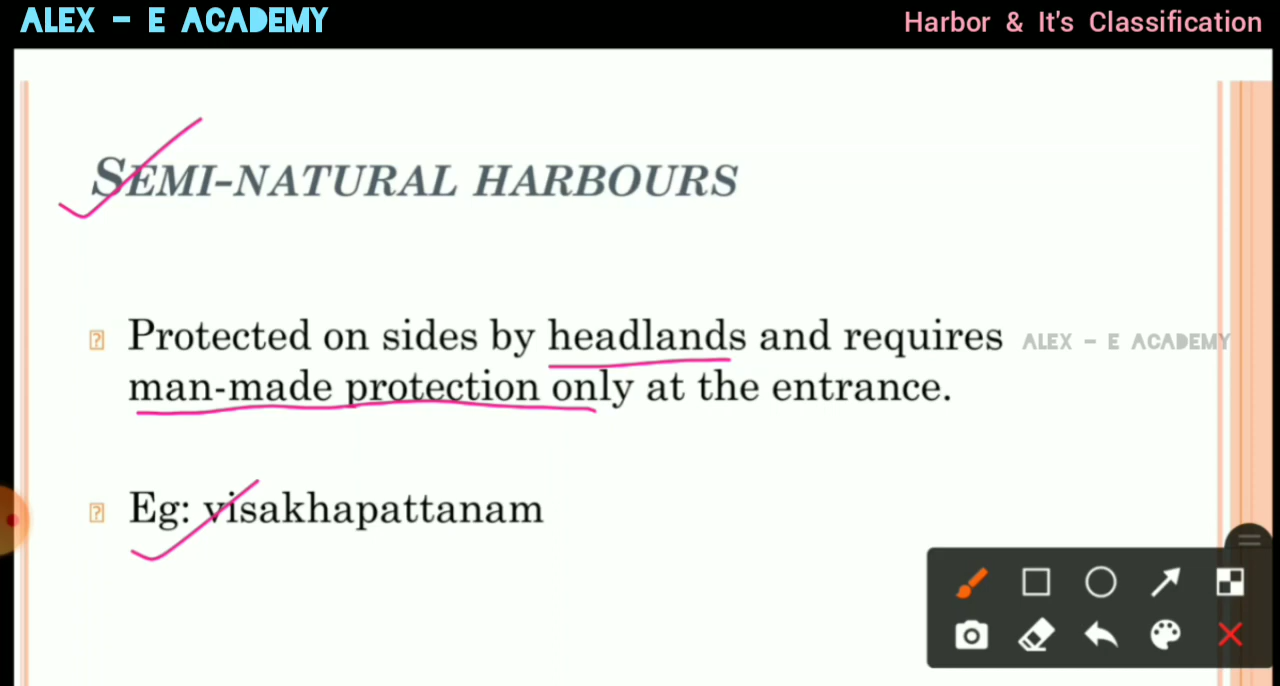 ALEX - E ACADEMY
Harbor & It's Classification
SEMI-NATURAL HARBOURS
Protected on sides by headlands and requires
ALEX - E ACADEMY
man-made protection only at the entrance.
Eg: visakhapattanam